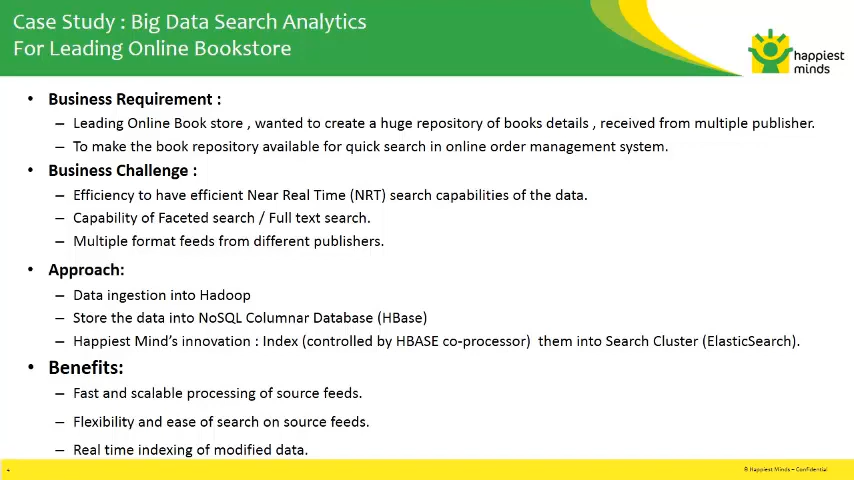 Case Study : Big Data Search Analytics
For Leading Online Bookstore
happiest
minds
• Business Requirement :
– Leading Online Book store , wanted to create a huge repository of books details , received from multiple publisher.
– To make the book repository available for quick search in online order management system.
• Business Challenge :
– Efficiency to have efficient Near Real Time (NRT) search capabilities of the data.
– Capability of Faceted search / Full text search.
– Multiple format feeds from different publishers.
• Approach:
– Data ingestion into Hadoop
– Store the data into NoSQL Columnar Database (HBase)
– Happiest Mind's innovation : Index (controlled by HBASE co-processor) them into Search Cluster (ElasticSearch).
• Benefits:
– Fast and scalable processing of source feeds.
– Flexibility and ease of search on source feeds.
– Real time indexing of modified data.
4
© Happiest Minds – Confidential